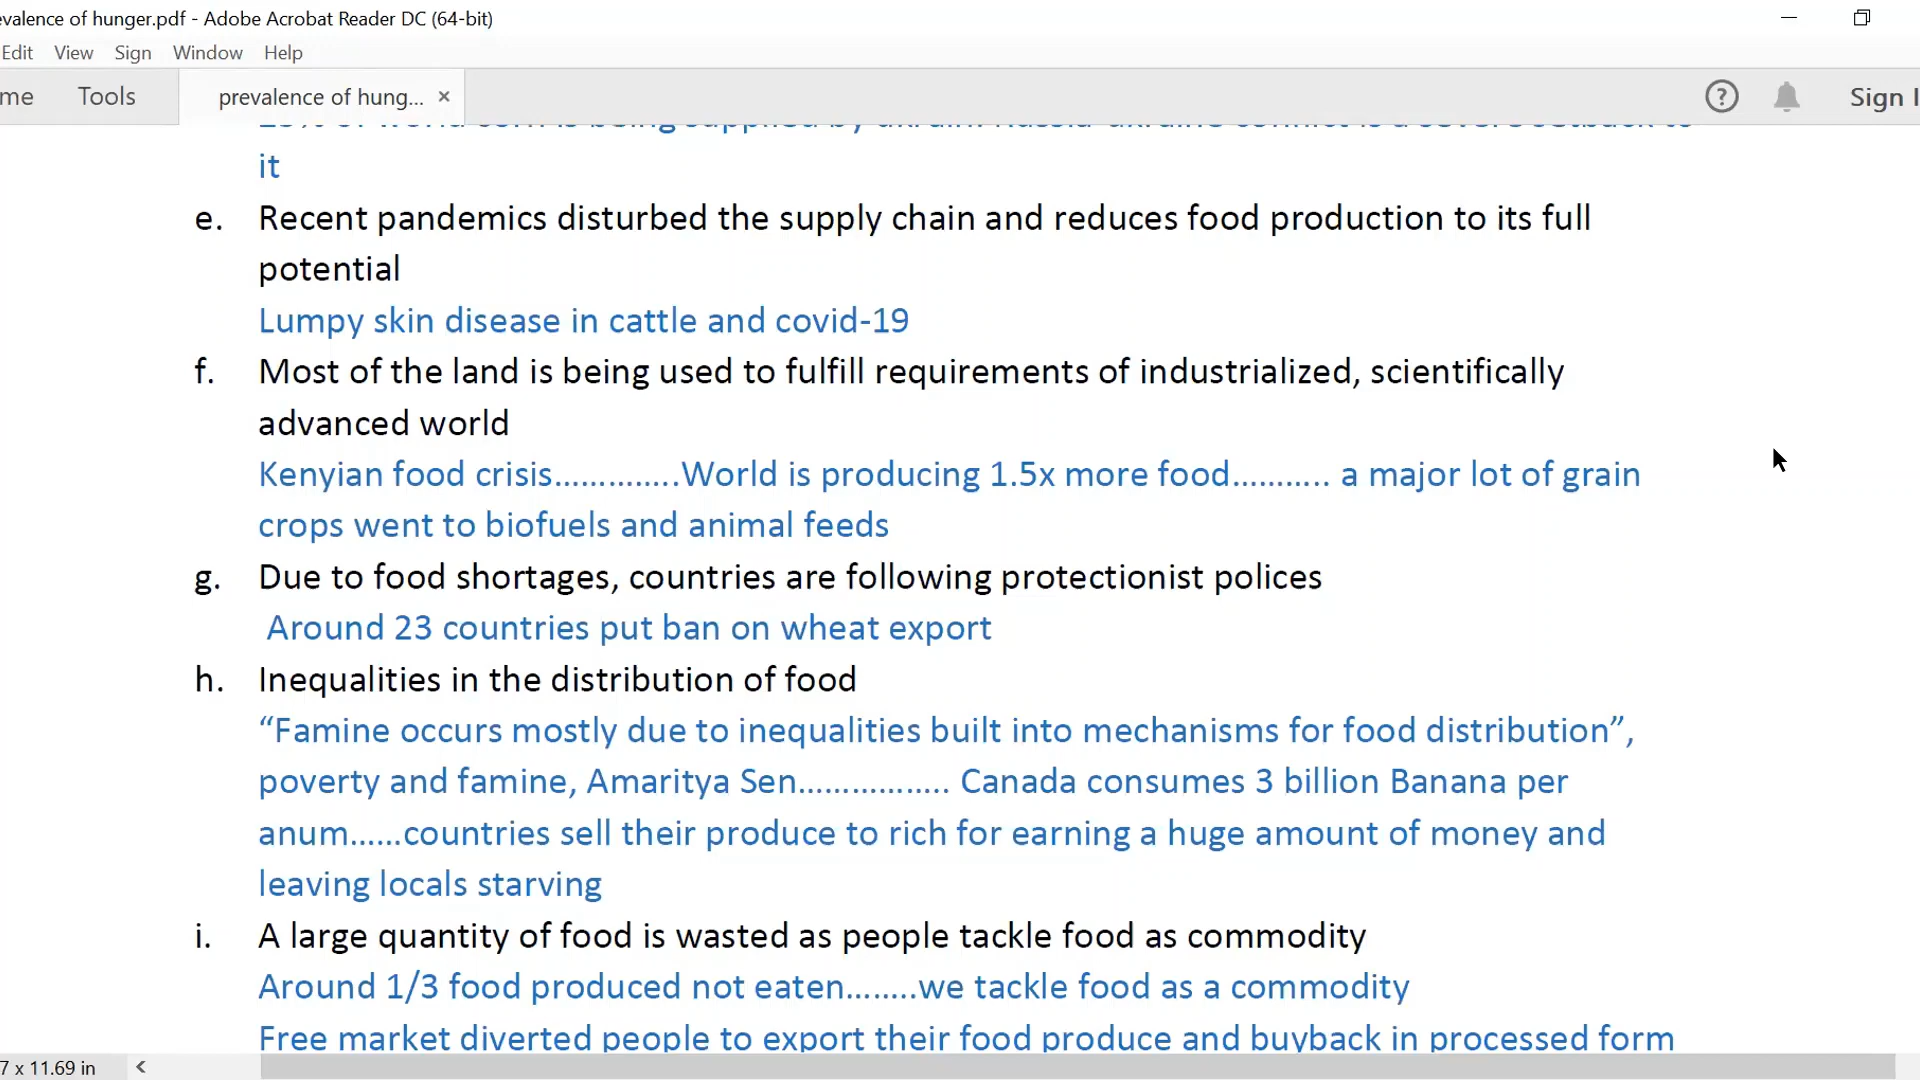 evalence of hunger.pdf - Adobe Acrobat Reader DC (64-bit)
Edit View Sign Window Help
me Tools prevalence of hung... × ? Sign I
it
e. Recent pandemics disturbed the supply chain and reduces food production to its full
potential
Lumpy skin disease in cattle and covid-19
f. Most of the land is being used to fulfill requirements of industrialized, scientifically
advanced world
Kenyian food crisis..............World is producing 1.5x more food........... a major lot of grain
crops went to biofuels and animal feeds
g. Due to food shortages, countries are following protectionist polices
Around 23 countries put ban on wheat export
h. Inequalities in the distribution of food
“Famine occurs mostly due to inequalities built into mechanisms for food distribution”,
poverty and famine, Amaritya Sen................. Canada consumes 3 billion Banana per
anum......countries sell their produce to rich for earning a huge amount of money and
leaving locals starving
i. A large quantity of food is wasted as people tackle food as commodity
Around 1/3 food produced not eaten........we tackle food as a commodity
Free market diverted people to export their food produce and buyback in processed form
7 x 11.69 in <